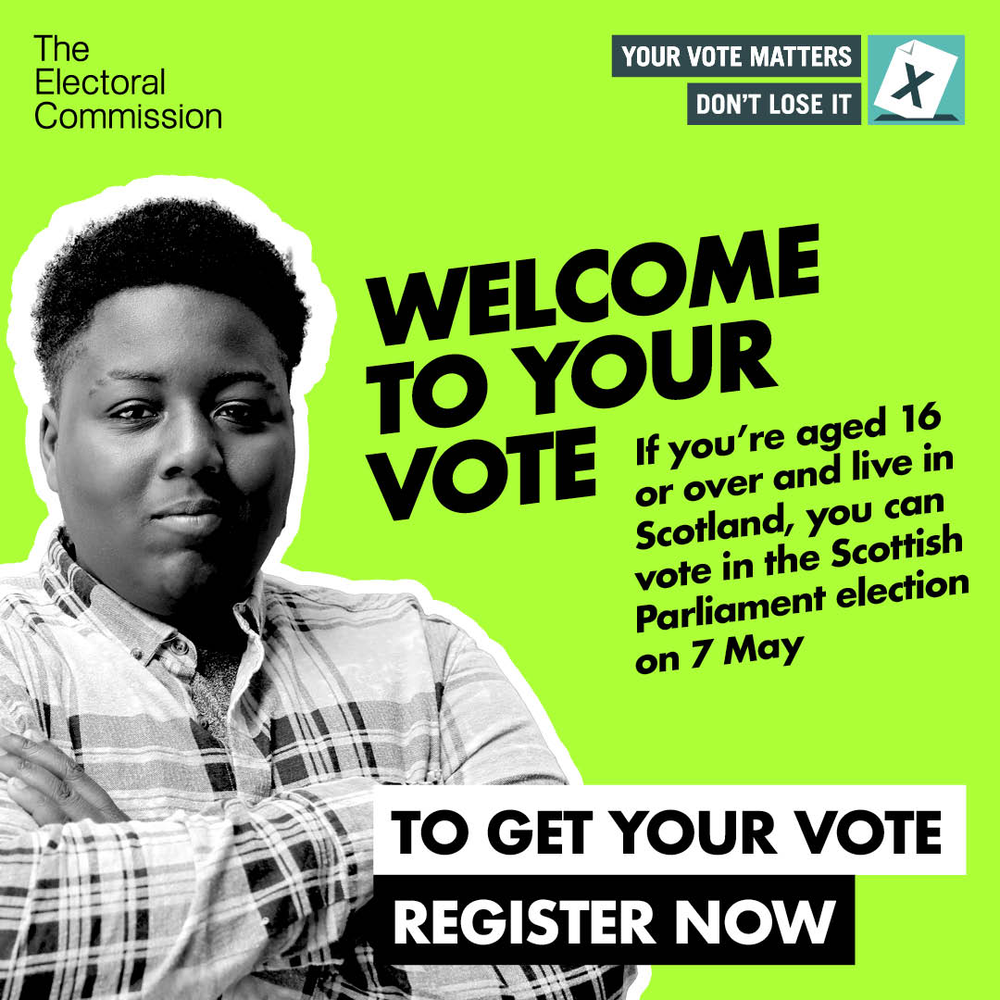 The
Electoral
Commission
YOUR VOTE MATTERS
DON'T LOSE IT
X
WELCOME
TO YOUR
VOTE
If you're aged 16
or over and live in
Scotland, you can
vote in the Scottish
Parliament election
on 7 May
TO GET YOUR VOTE
REGISTER NOW